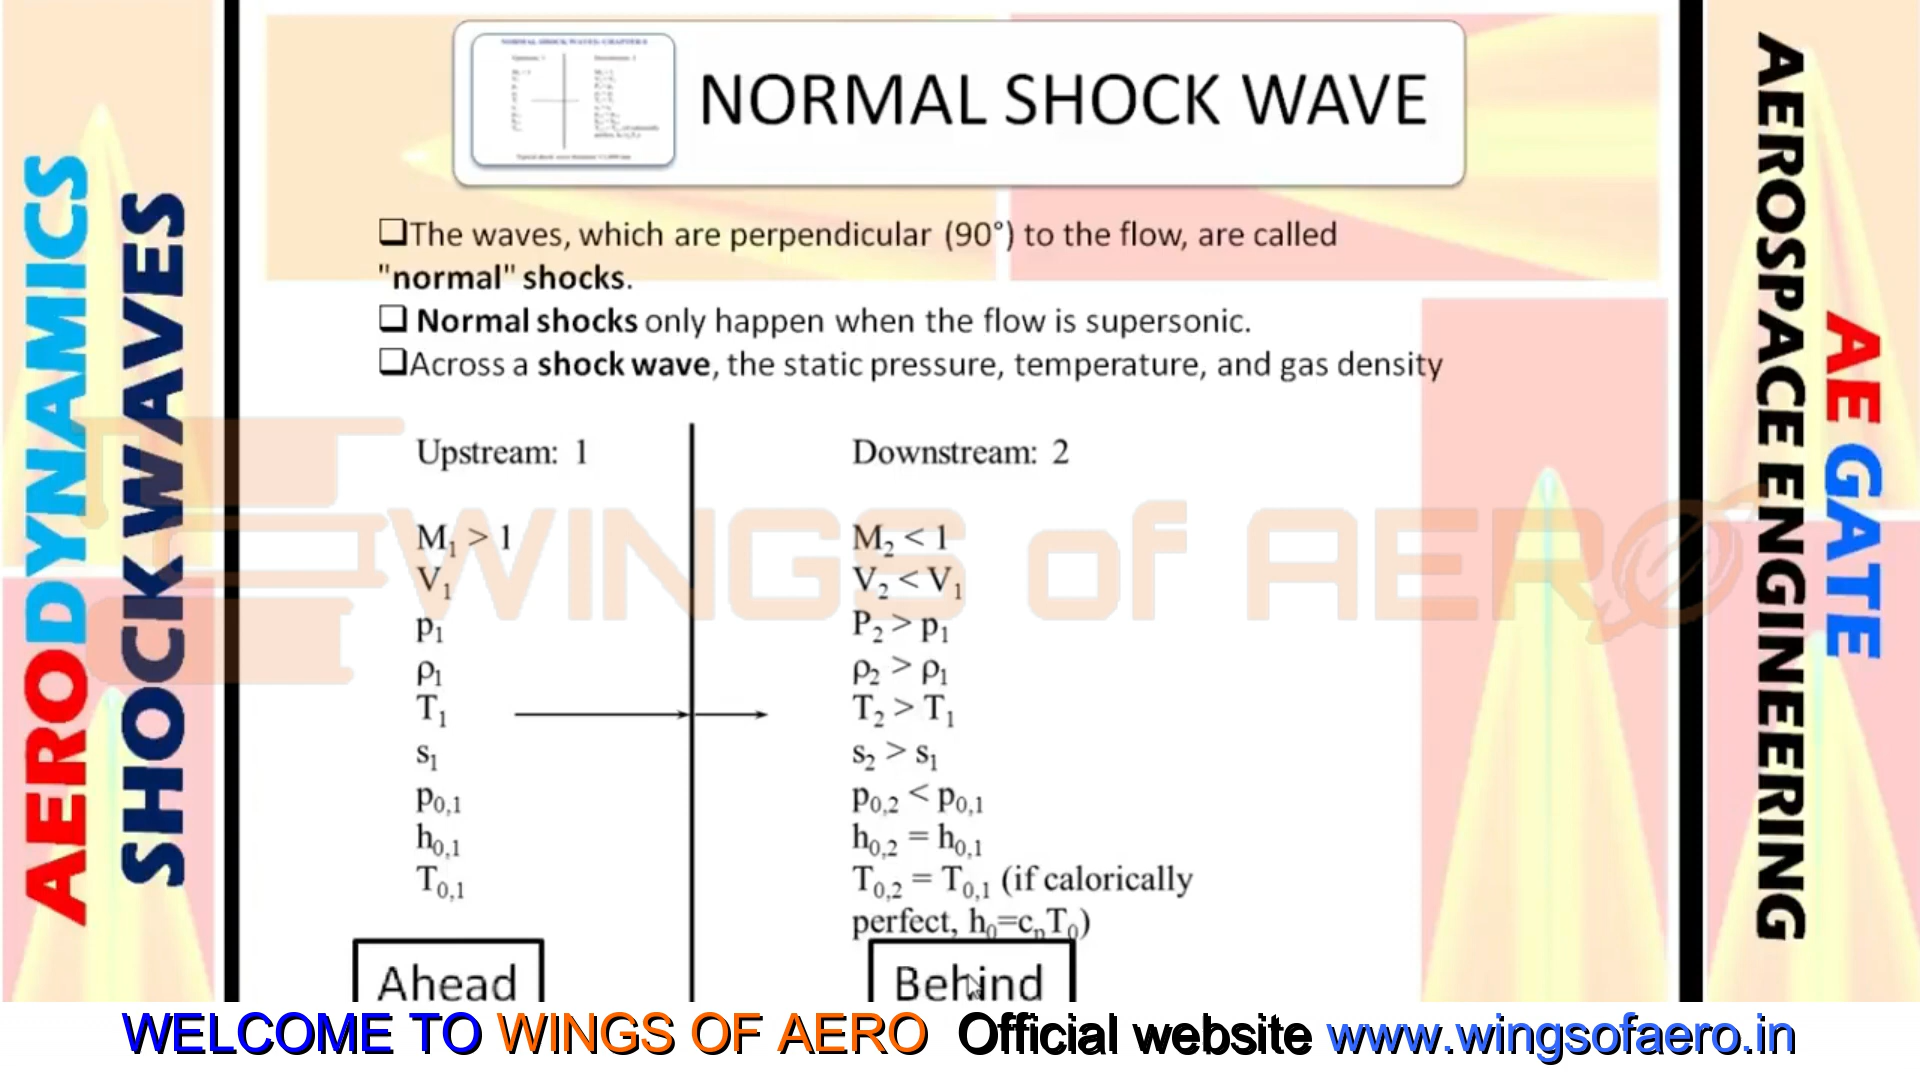 NORMAL SHOCK WAVE
❑The waves, which are perpendicular (90°) to the flow, are called
"normal" shocks.
❑ Normal shocks only happen when the flow is supersonic.
❑Across a shock wave, the static pressure, temperature, and gas density
Upstream: 1
M₁ > 1
V₁
p₁
ρ₁
T₁
s₁
p₀,₁
h₀,₁
T₀,₁
Ahead
Downstream: 2
M₂ < 1
V₂ < V₁
P₂ > p₁
ρ₂ > ρ₁
T₂ > T₁
s₂ > s₁
p₀,₂ < p₀,₁
h₀,₂ = h₀,₁
T₀,₂ = T₀,₁ (if calorically
perfect, h₀=cₚT₀)
Behind
WINGS of AERO
AERODYNAMICS
SHOCKWAVES
AE GATE
AEROSPACE ENGINEERING
WELCOME TO WINGS OF AERO Official website www.wingsofaero.in